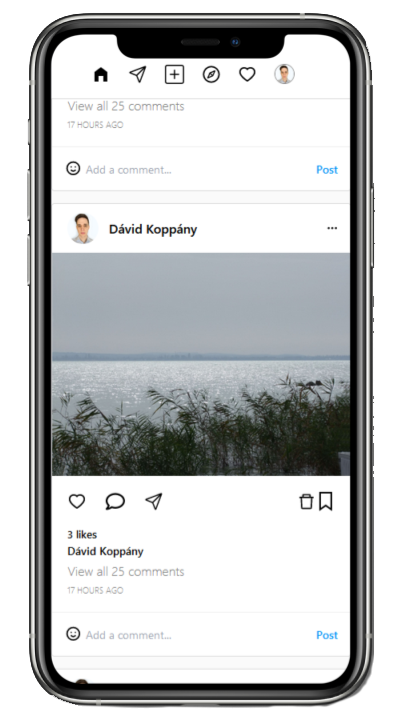 View all 25 comments
17 HOURS AGO
Add a comment... Post
Dávid Koppány
3 likes
Dávid Koppány
View all 25 comments
17 HOURS AGO
Add a comment... Post